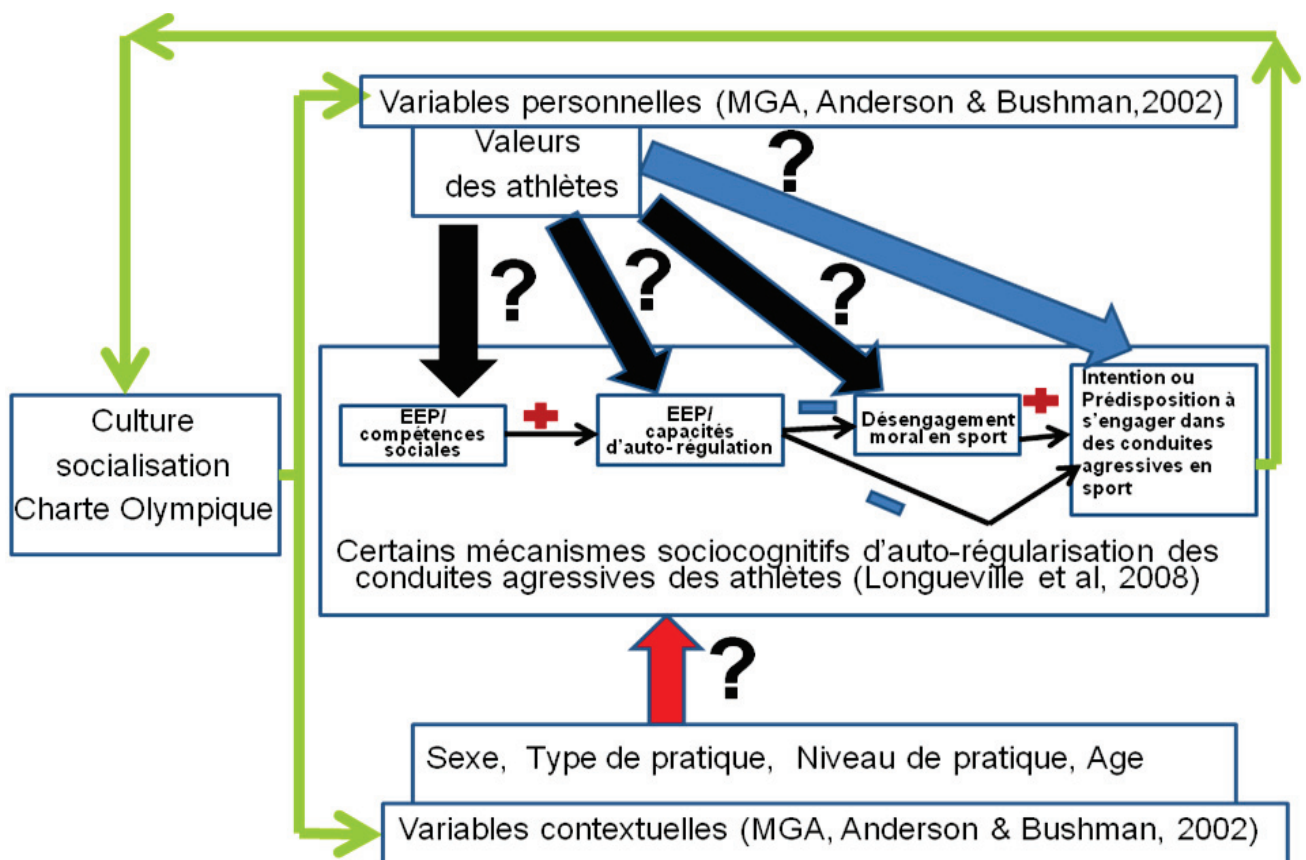 Variables personnelles (MGA, Anderson & Bushman,2002)
Valeurs
des athlètes
?
?
?
?
Culture
socialisation
Charte Olympique
EEP/
compétences
sociales
+
EEP/
capacités
d'auto-régulation
-
Désengagement
moral en sport
+
Intention ou
Prédisposition à
s'engager dans
des conduites
agressives en
sport
-
Certains mécanismes sociocognitifs d'auto-régularisation des
conduites agressives des athlètes (Longueville et al, 2008)
?
Sexe, Type de pratique, Niveau de pratique, Age
Variables contextuelles (MGA, Anderson & Bushman, 2002)